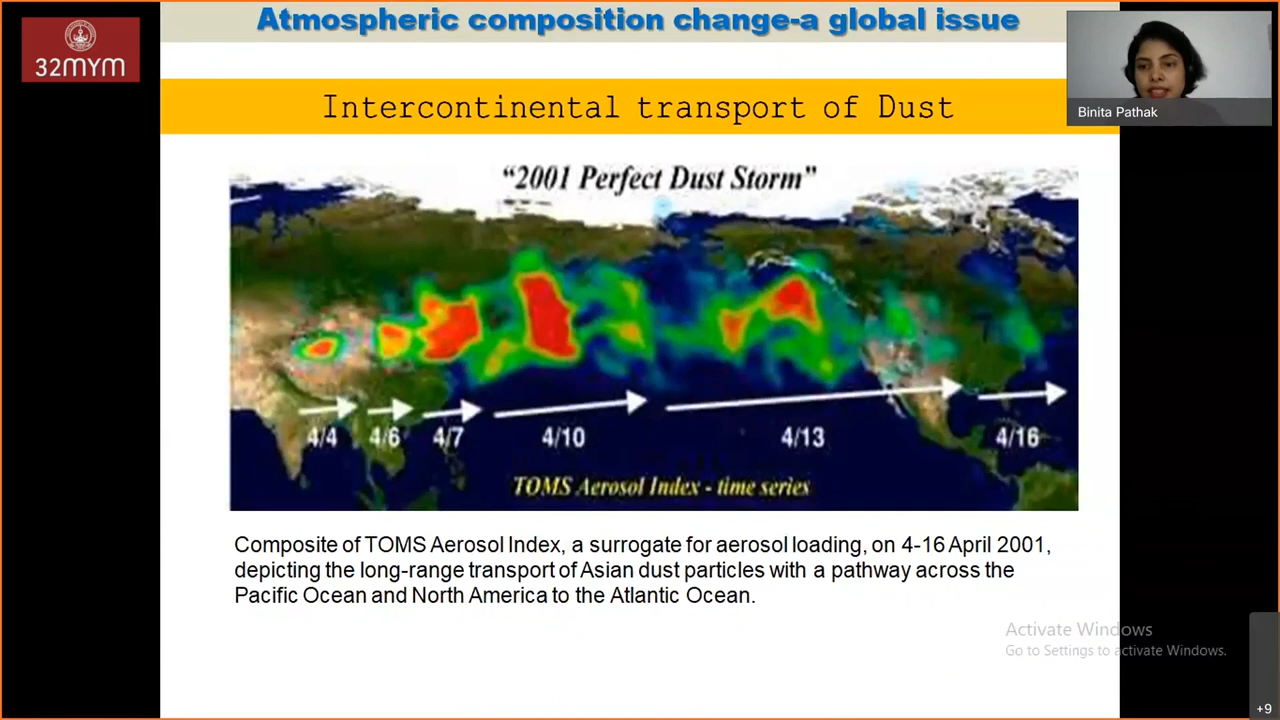 Atmospheric composition change-a global issue
32MYM
Intercontinental transport of Dust
Binita Pathak
“2001 Perfect Dust Storm”
4/4 4/6 4/7 4/10 4/13 4/16
TOMS Aerosol Index - time series
Composite of TOMS Aerosol Index, a surrogate for aerosol loading, on 4-16 April 2001,
depicting the long-range transport of Asian dust particles with a pathway across the
Pacific Ocean and North America to the Atlantic Ocean.
Activate Windows
Go to Settings to activate Windows.
+9